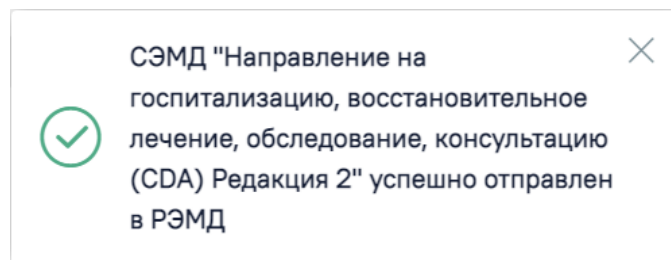 СЭМД "Направление на
госпитализацию, восстановительное
лечение, обследование, консультацию
(CDA) Редакция 2" успешно отправлен
в РЭМД